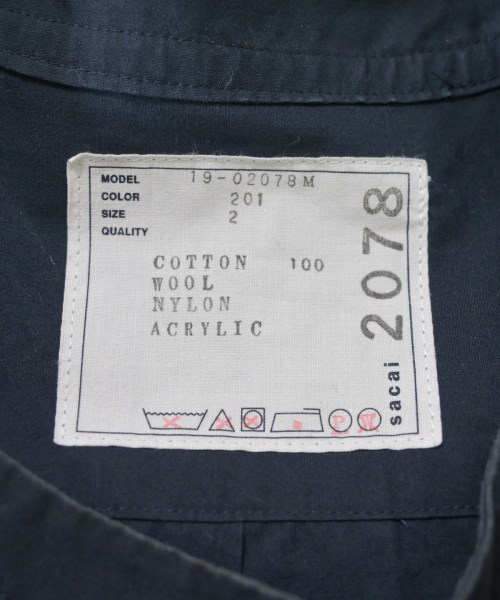 MODEL 19-02078M
COLOR 201
SIZE 2
QUALITY
COTTON 100
WOOL
NYLON
ACRYLIC
P
sacai 2078